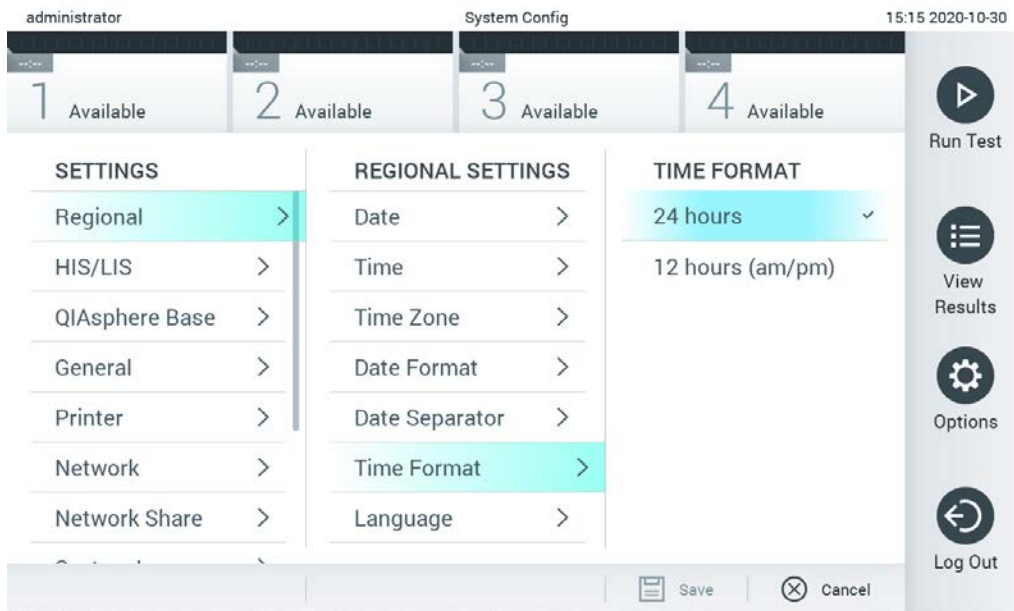 administrator
System Config
15:15 2020-10-30
--:--
1 Available
--:--
2 Available
--:--
3 Available
--:--
4 Available
SETTINGS
Regional
HIS/LIS
QIAsphere Base
General
Printer
Network
Network Share
REGIONAL SETTINGS
Date
Time
Time Zone
Date Format
Date Separator
Time Format
Language
TIME FORMAT
24 hours
12 hours (am/pm)
Run Test
View
Results
Options
Log Out
Save
Cancel